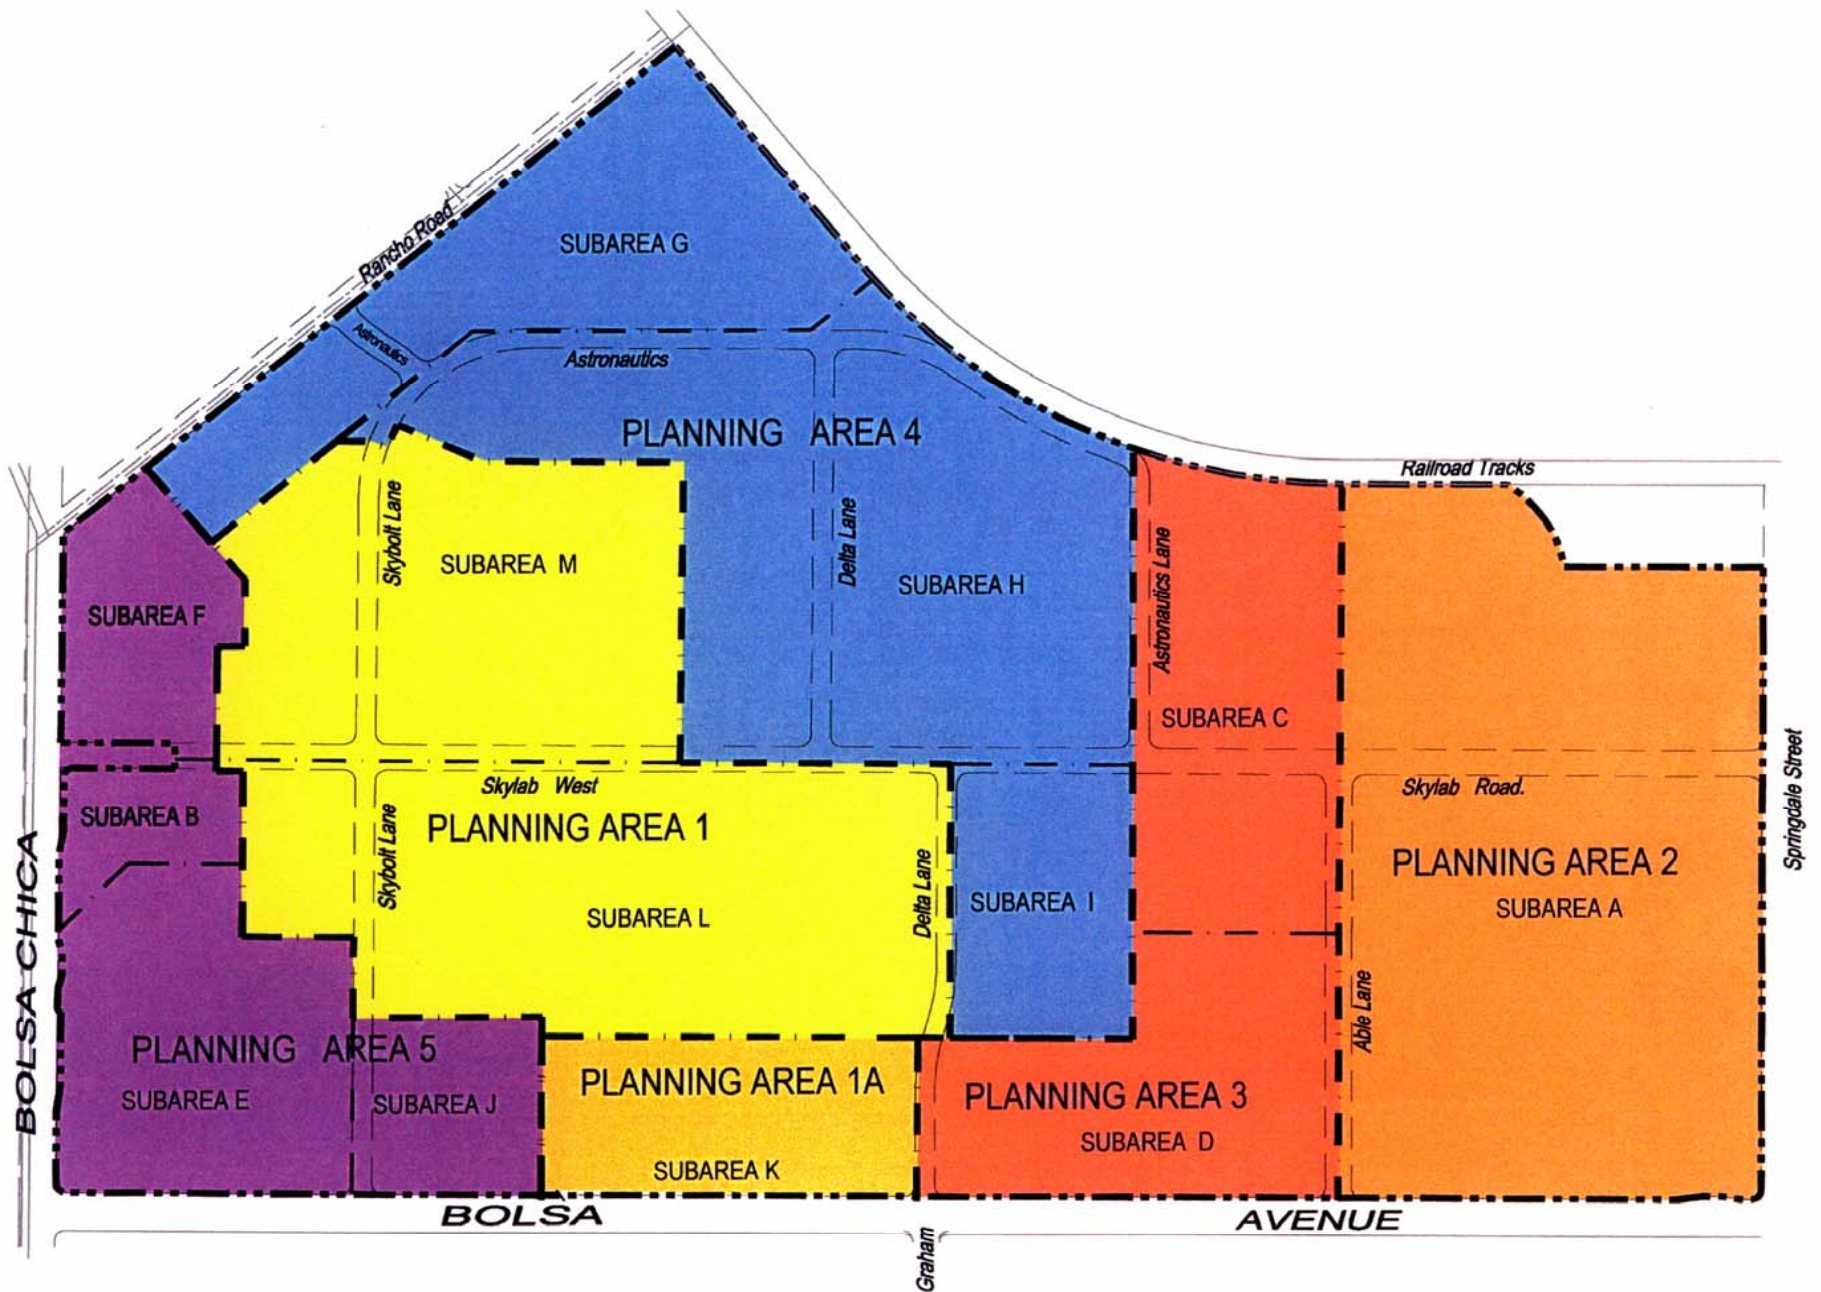 Rancho Road
SUBAREA G
Astronautics
Astronautics
PLANNING AREA 4
Railroad Tracks
Skybolt Lane
SUBAREA M
Delta Lane
SUBAREA H
Astronautics Lane
SUBAREA F
SUBAREA C
Skylab West
Skylab Road.
Springdale Street
SUBAREA B
PLANNING AREA 1
Skybolt Lane
PLANNING AREA 2
SUBAREA A
SUBAREA L
Delta Lane
SUBAREA I
BOLSA CHICA
Able Lane
PLANNING AREA 5
SUBAREA E
SUBAREA J
PLANNING AREA 1A
SUBAREA K
PLANNING AREA 3
SUBAREA D
BOLSA AVENUE
Graham